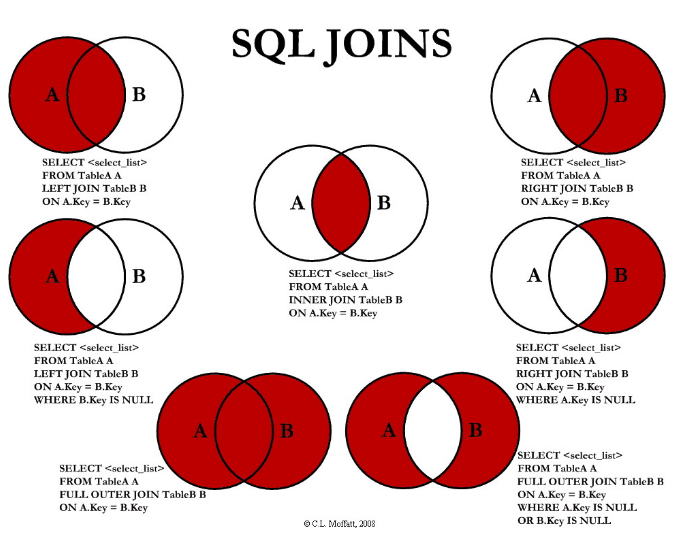 SQL JOINS
A B
SELECT <select_list>
FROM TableA A
LEFT JOIN TableB B
ON A.Key = B.Key
A B
SELECT <select_list>
FROM TableA A
RIGHT JOIN TableB B
ON A.Key = B.Key
A B
SELECT <select_list>
FROM TableA A
INNER JOIN TableB B
ON A.Key = B.Key
A B
SELECT <select_list>
FROM TableA A
LEFT JOIN TableB B
ON A.Key = B.Key
WHERE B.Key IS NULL
A B
SELECT <select_list>
FROM TableA A
RIGHT JOIN TableB B
ON A.Key = B.Key
WHERE A.Key IS NULL
A B
SELECT <select_list>
FROM TableA A
FULL OUTER JOIN TableB B
ON A.Key = B.Key
A B
SELECT <select_list>
FROM TableA A
FULL OUTER JOIN TableB B
ON A.Key = B.Key
WHERE A.Key IS NULL
OR B.Key IS NULL
© C.L. Moffatt, 2008